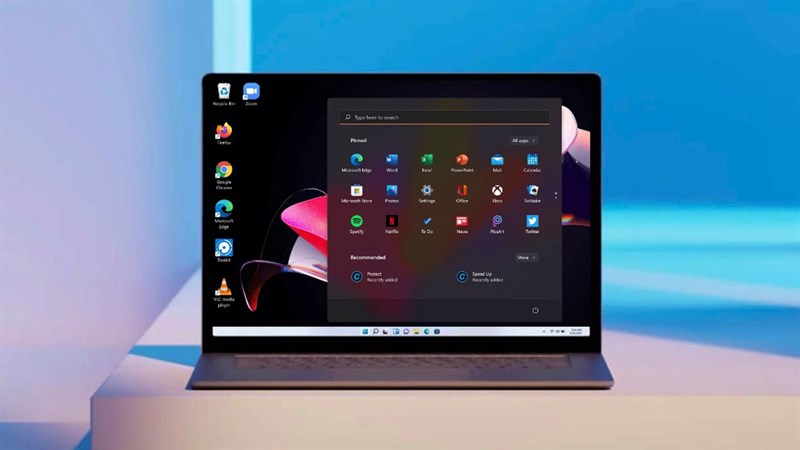 Recycle Bin
Zoom
Firefox
Google
Chrome
Microsoft
Edge
Toolkit
VLC media
player
Type here to search
Pinned
All apps
Microsoft Edge
Word
Excel
PowerPoint
Mail
Calendar
Microsoft Store
Photos
Settings
Office
Xbox
Solitaire
Spotify
Netflix
To Do
News
PicsArt
Twitter
Recommended
More
Protect
Recently added
Speed Up
Recently added